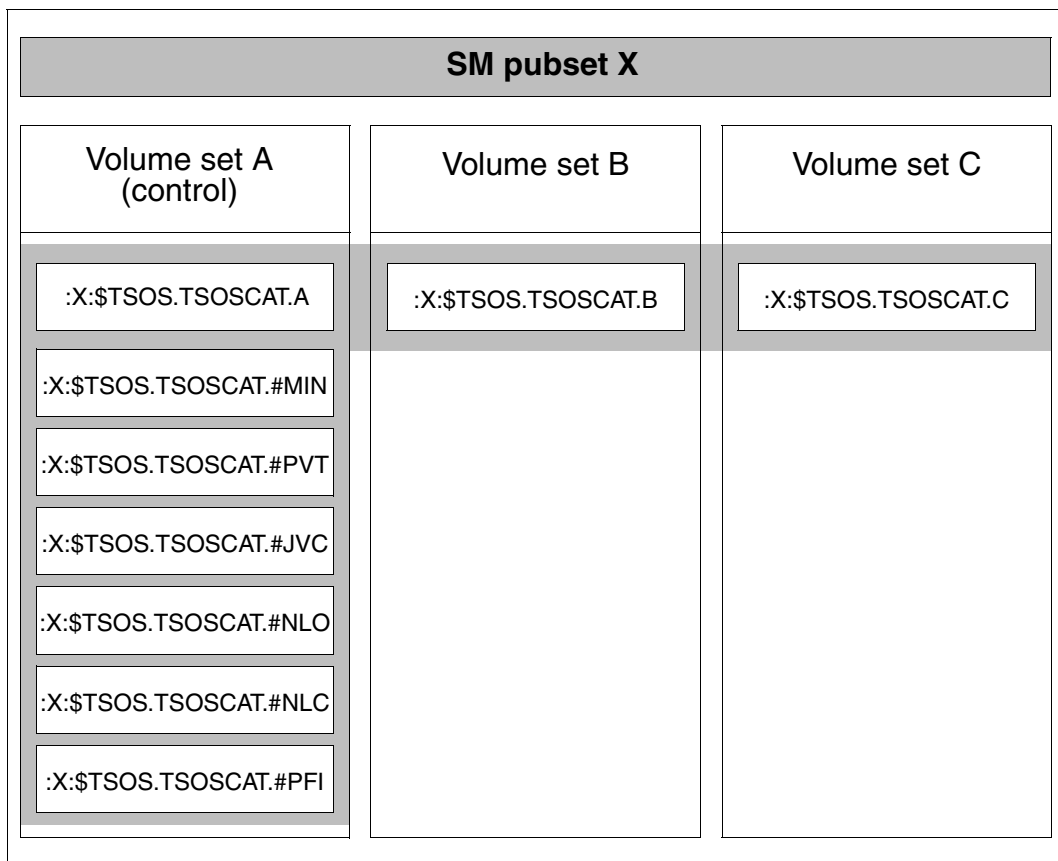 SM pubset X
Volume set A
(control)
Volume set B
Volume set C
:X:$TSOS.TSOSCAT.A
:X:$TSOS.TSOSCAT.B
:X:$TSOS.TSOSCAT.C
:X:$TSOS.TSOSCAT.#MIN
:X:$TSOS.TSOSCAT.#PVT
:X:$TSOS.TSOSCAT.#JVC
:X:$TSOS.TSOSCAT.#NLO
:X:$TSOS.TSOSCAT.#NLC
:X:$TSOS.TSOSCAT.#PFI